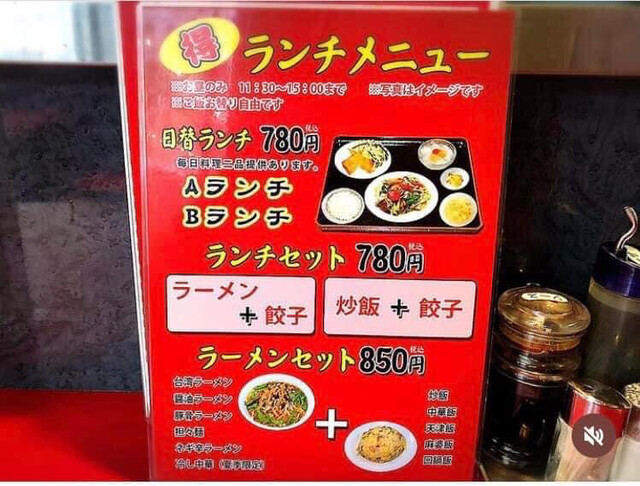 得 ランチメニュー
※お昼のみ 11:30～15:00まで ※写真はイメージです
※ご飯お替り自由です
日替ランチ 780円税込
毎日料理二品提供あります。
Aランチ
Bランチ
ランチセット 780円税込
ラーメン + 餃子
炒飯 + 餃子
ラーメンセット 850円税込
台湾ラーメン
醤油ラーメン
豚骨ラーメン
担々麺
ネギ辛ラーメン
冷し中華(夏季限定)
+
炒飯
中華飯
天津飯
麻婆飯
回鍋飯